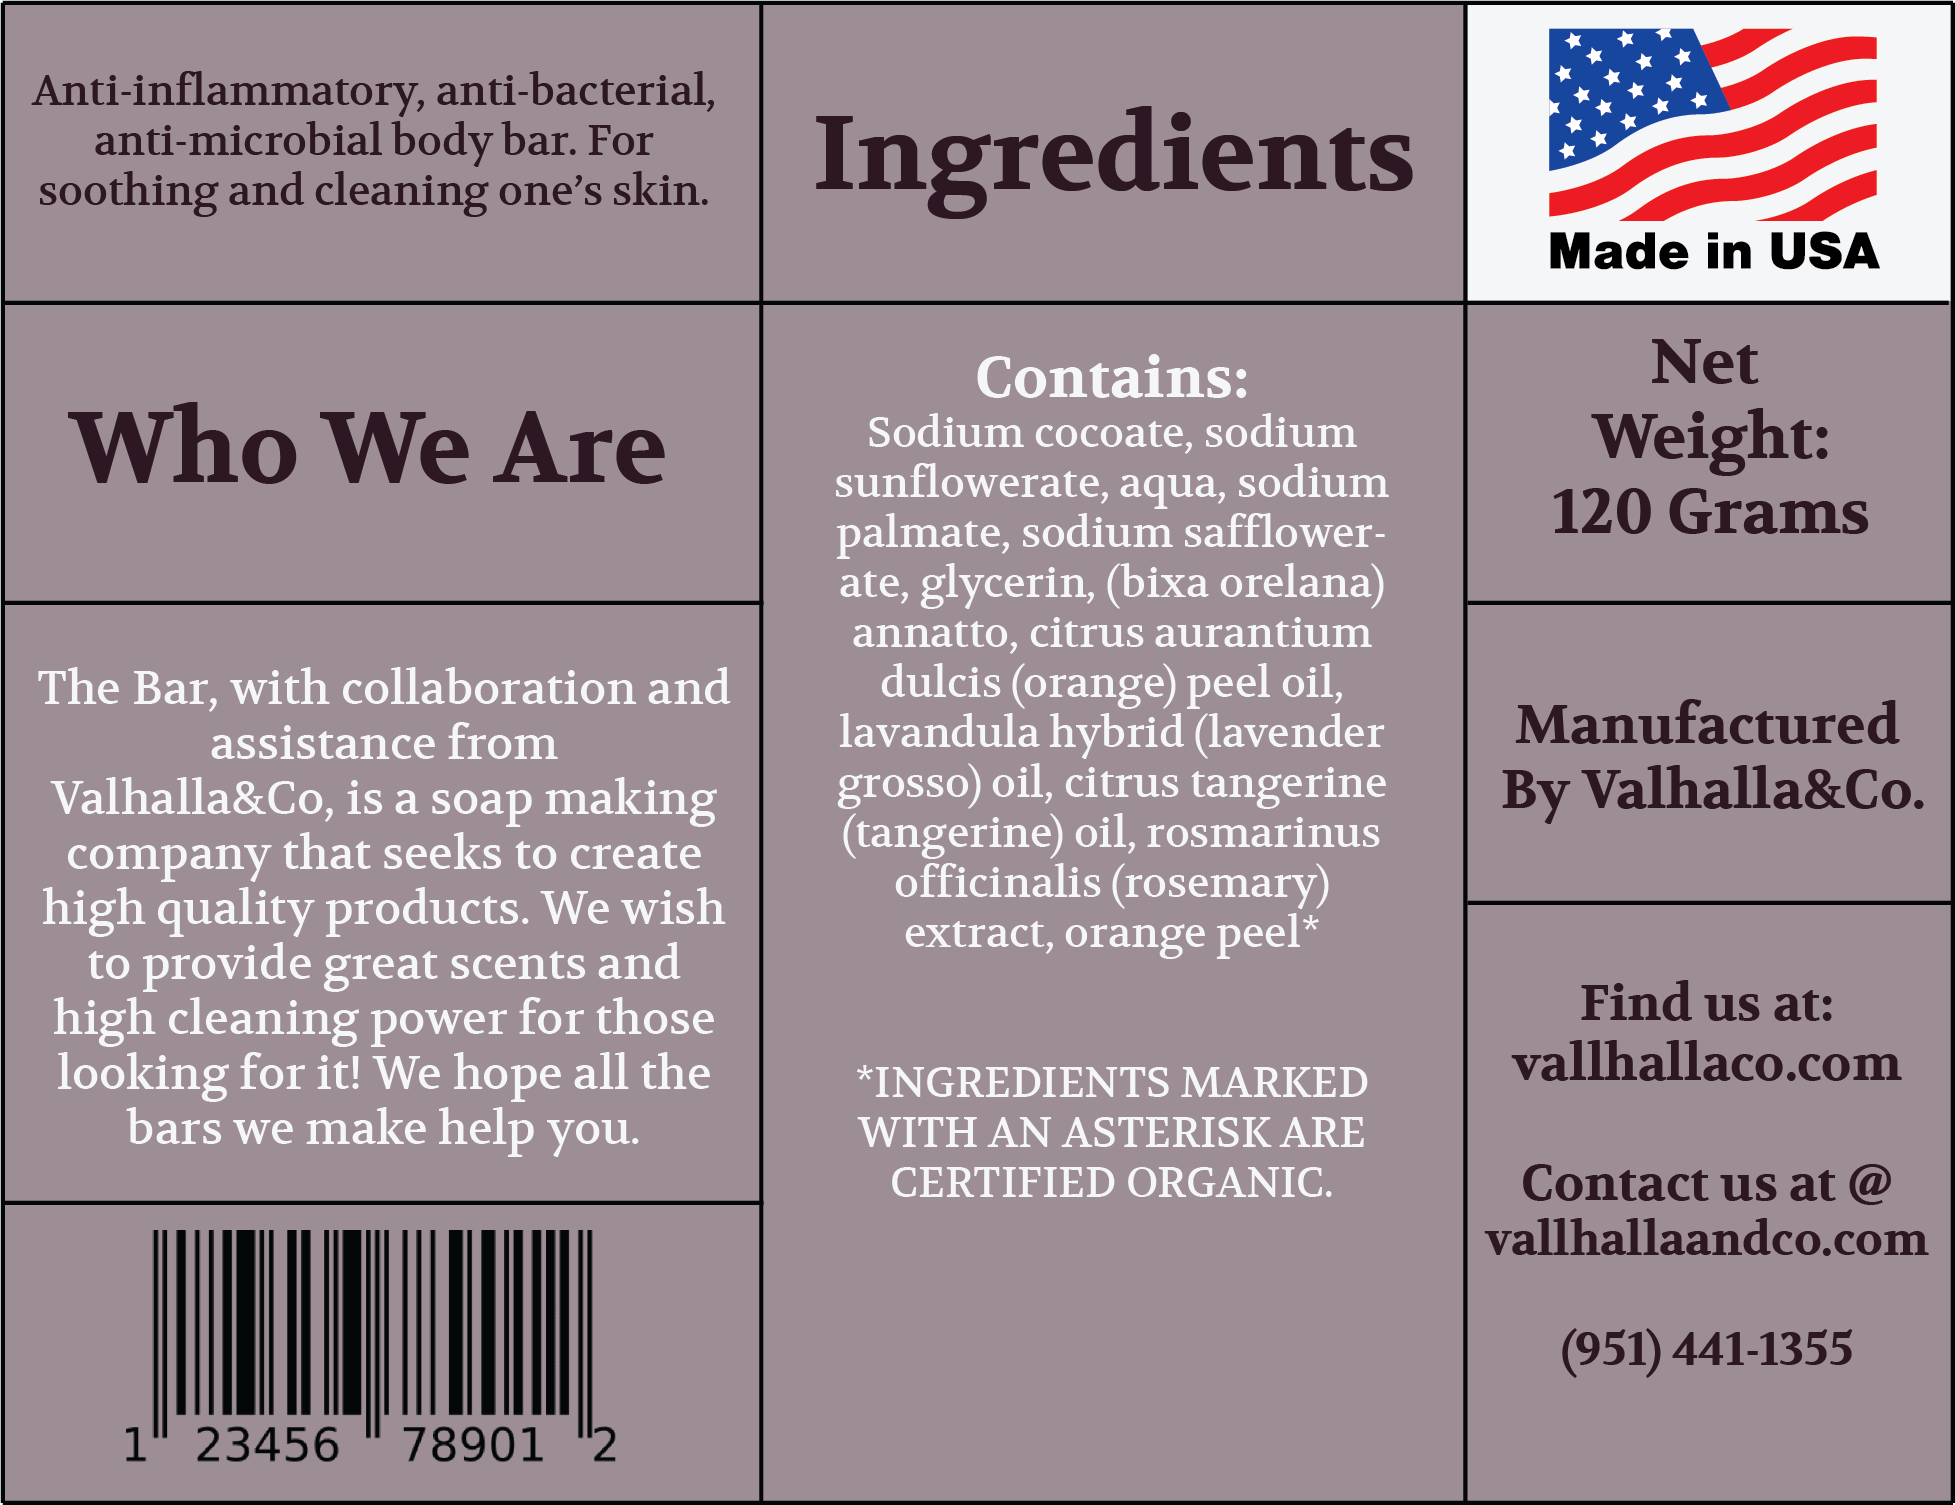 Anti-inflammatory, anti-bacterial,
anti-microbial body bar. For
soothing and cleaning one’s skin.
Who We Are
The Bar, with collaboration and
assistance from
Valhalla&Co, is a soap making
company that seeks to create
high quality products. We wish
to provide great scents and
high cleaning power for those
looking for it! We hope all the
bars we make help you.
1 23456 78901 2
Ingredients
Contains:
Sodium cocoate, sodium
sunflowerate, aqua, sodium
palmate, sodium safflower-
ate, glycerin, (bixa orelana)
annatto, citrus aurantium
dulcis (orange) peel oil,
lavandula hybrid (lavender
grosso) oil, citrus tangerine
(tangerine) oil, rosmarinus
officinalis (rosemary)
extract, orange peel*
*INGREDIENTS MARKED
WITH AN ASTERISK ARE
CERTIFIED ORGANIC.
Made in USA
Net
Weight:
120 Grams
Manufactured
By Valhalla&Co.
Find us at:
vallhallaco.com
Contact us at @
vallhallaandco.com
(951) 441-1355